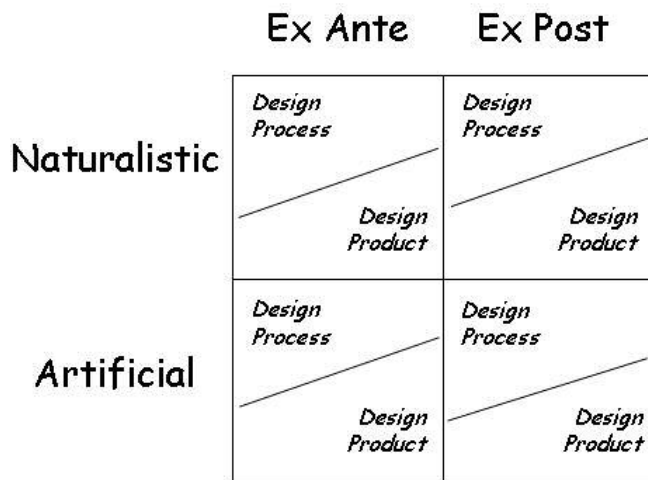 Ex Ante Ex Post
Naturalistic
Design
Process
Design
Product
Design
Process
Design
Product
Artificial
Design
Process
Design
Product
Design
Process
Design
Product